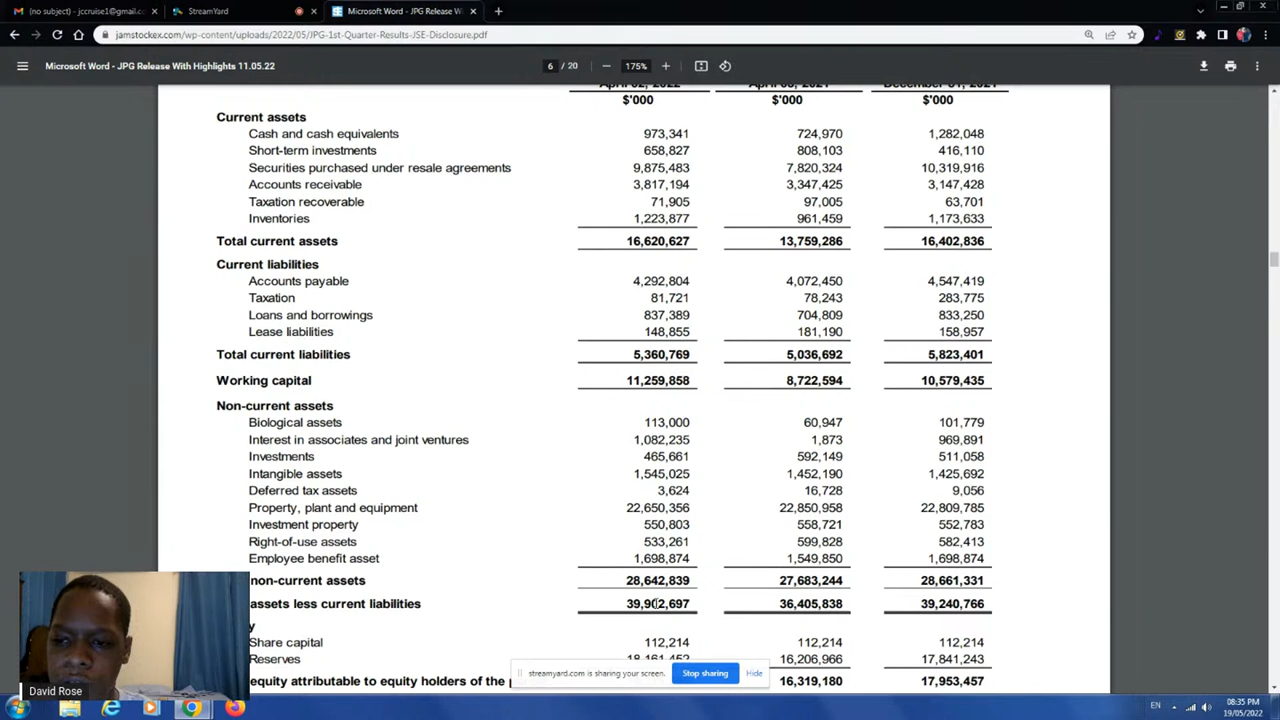 (no subject) - jccruise1@gmail.co
StreamYard
Microsoft Word - JPG Release W
jamstockex.com/wp-content/uploads/2022/05/JPG-1st-Quarter-Results-JSE-Disclosure.pdf
Microsoft Word - JPG Release With Highlights 11.05.22 6 / 20 175%
$'000 $'000 $'000
Current assets
Cash and cash equivalents 973,341 724,970 1,282,048
Short-term investments 658,827 808,103 416,110
Securities purchased under resale agreements 9,875,483 7,820,324 10,319,916
Accounts receivable 3,817,194 3,347,425 3,147,428
Taxation recoverable 71,905 97,005 63,701
Inventories 1,223,877 961,459 1,173,633
Total current assets 16,620,627 13,759,286 16,402,836
Current liabilities
Accounts payable 4,292,804 4,072,450 4,547,419
Taxation 81,721 78,243 283,775
Loans and borrowings 837,389 704,809 833,250
Lease liabilities 148,855 181,190 158,957
Total current liabilities 5,360,769 5,036,692 5,823,401
Working capital 11,259,858 8,722,594 10,579,435
Non-current assets
Biological assets 113,000 60,947 101,779
Interest in associates and joint ventures 1,082,235 1,873 969,891
Investments 465,661 592,149 511,058
Intangible assets 1,545,025 1,452,190 1,425,692
Deferred tax assets 3,624 16,728 9,056
Property, plant and equipment 22,650,356 22,850,958 22,809,785
Investment property 550,803 558,721 552,783
Right-of-use assets 533,261 599,828 582,413
Employee benefit asset 1,698,874 1,549,850 1,698,874
non-current assets 28,642,839 27,683,244 28,661,331
assets less current liabilities 39,902,697 36,405,838 39,240,766
y
Share capital 112,214 112,214 112,214
Reserves 16,206,966 17,841,243
equity attributable to equity holders of the p 16,319,180 17,953,457
streamyard.com is sharing your screen. Stop sharing Hide
David Rose
EN 08:35 PM
19/05/2022